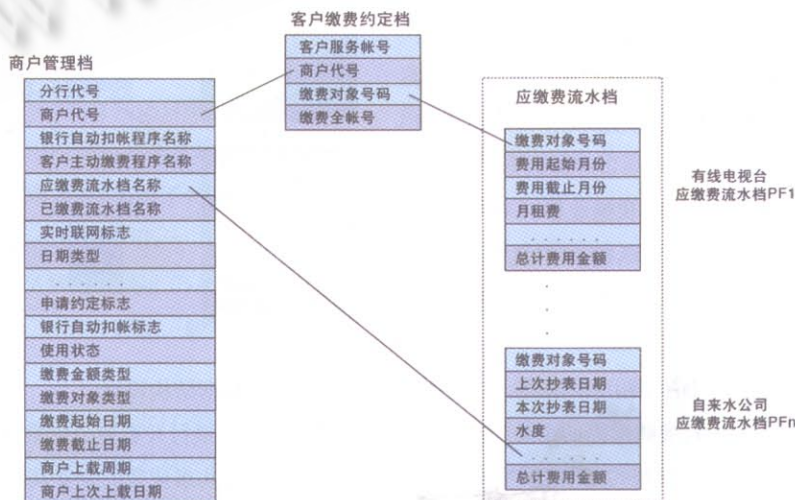 客户缴费约定档
客户服务帐号
商户代号
缴费对象号码
缴费全帐号
商户管理档
分行代号
商户代号
银行自动扣帐程序名称
客户主动缴费程序名称
应缴费流水档名称
已缴费流水档名称
实时联网标志
日期类型
. . . . . .
申请约定标志
银行自动扣帐标志
使用状态
缴费金额类型
缴费对象类型
缴费起始日期
缴费截止日期
商户上载周期
商户上次上载日期
应缴费流水档
缴费对象号码
费用起始月份
费用截止月份
月租费
. . . . . .
总计费用金额
有线电视台
应缴费流水档PF1
缴费对象号码
上次抄表日期
本次抄表日期
水度
. . . . . .
总计费用金额
自来水公司
应缴费流水档PFn